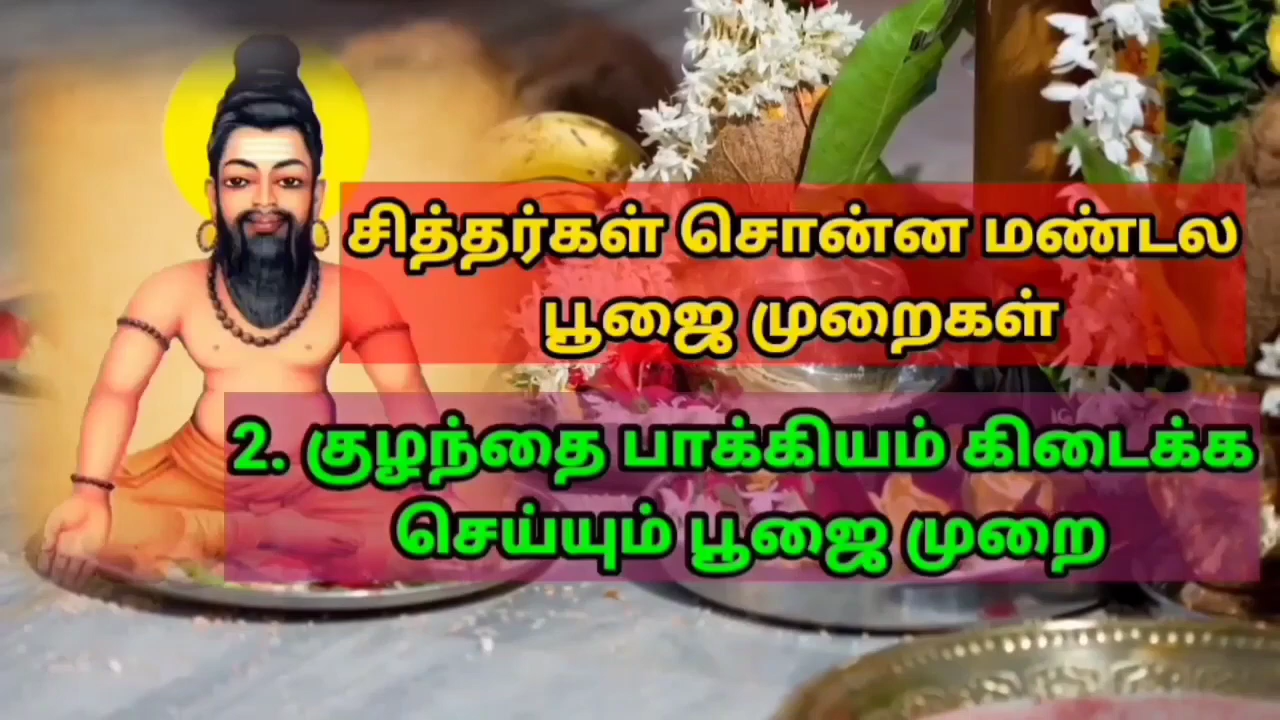 சித்தர்கள் சொன்ன மண்டல
பூஜை முறைகள்
2. குழந்தை பாக்கியம் கிடைக்க
செய்யும் பூஜை முறை